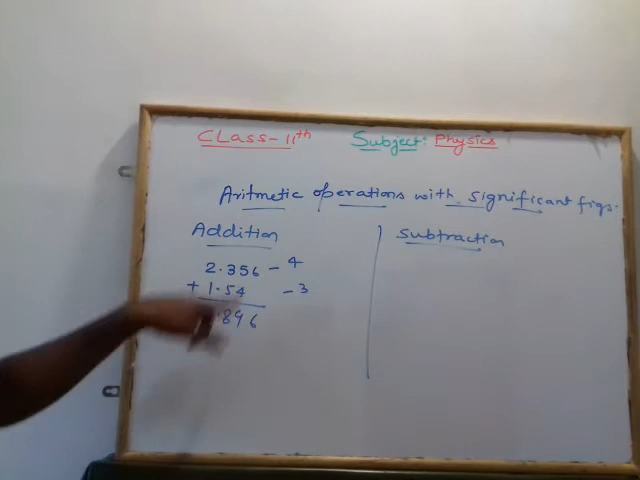 CLass-11th Subject: Physics
Aritmetic operations with significant figs.
Addition
2.356 - 4
+ 1.54 - 3
.896
Subtraction